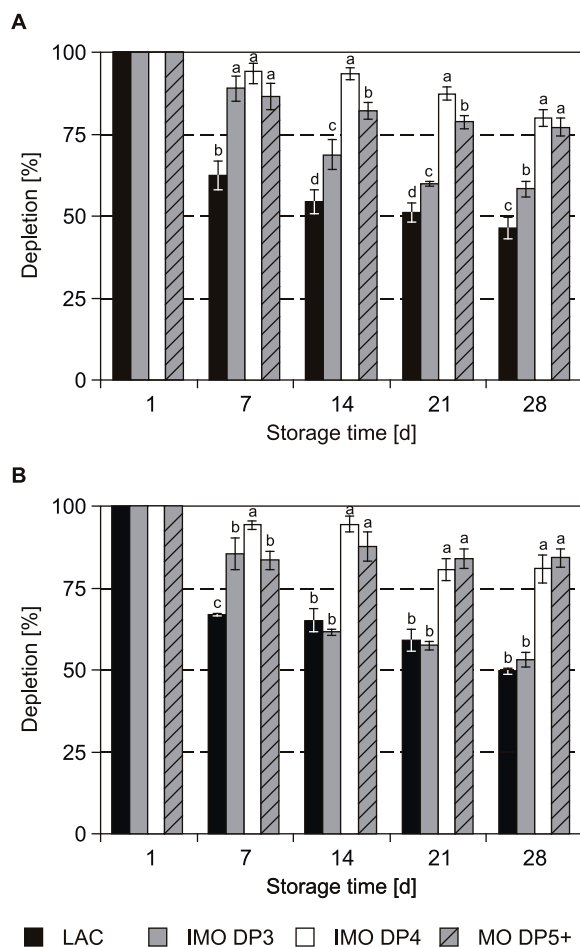 A
100
75
50
25
0
Depletion [%]
b a a a
d c a b
d c a b
c b a a
1 7 14 21 28
Storage time [d]
B
100
75
50
25
0
Depletion [%]
c b a b
b b a a
b b a a
b b a a
1 7 14 21 28
Storage time [d]
LAC IMO DP3 IMO DP4 MO DP5+